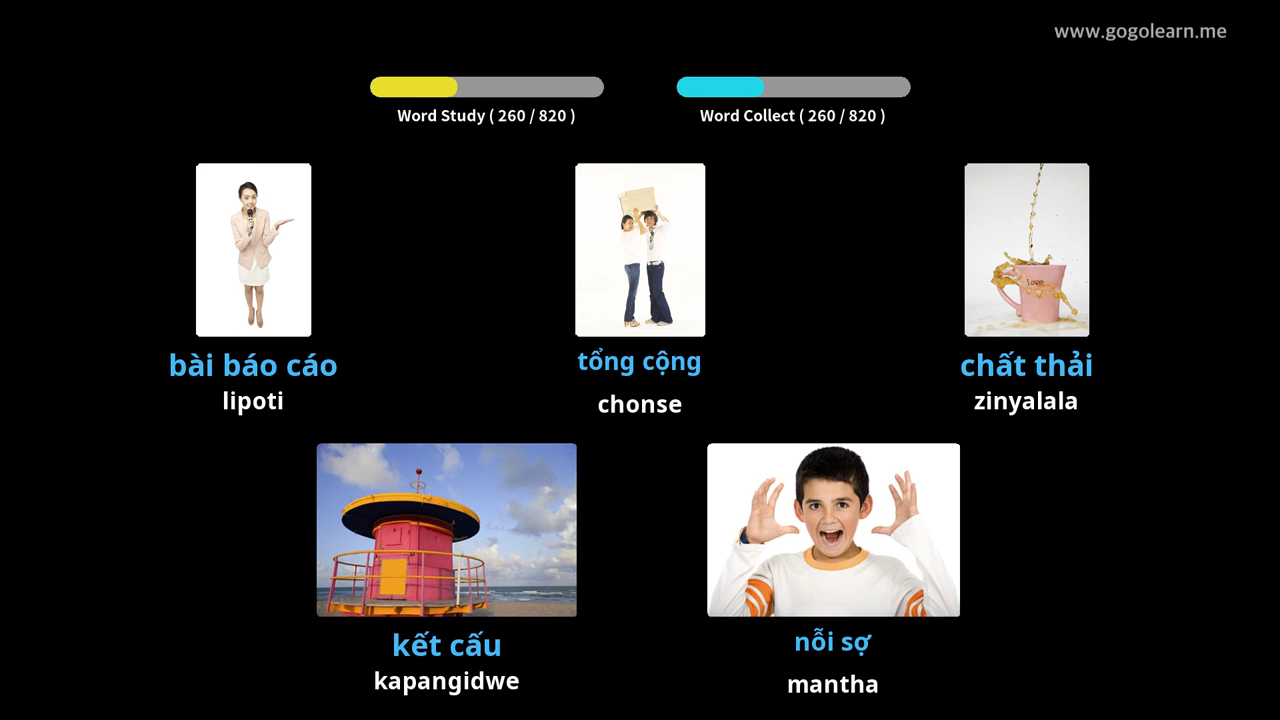 www.gogolearn.me
Word Study ( 260 / 820 )
Word Collect ( 260 / 820 )
bài báo cáo
lipoti
tổng cộng
chonse
Love
chất thải
zinyalala
kết cấu
kapangidwe
nỗi sợ
mantha